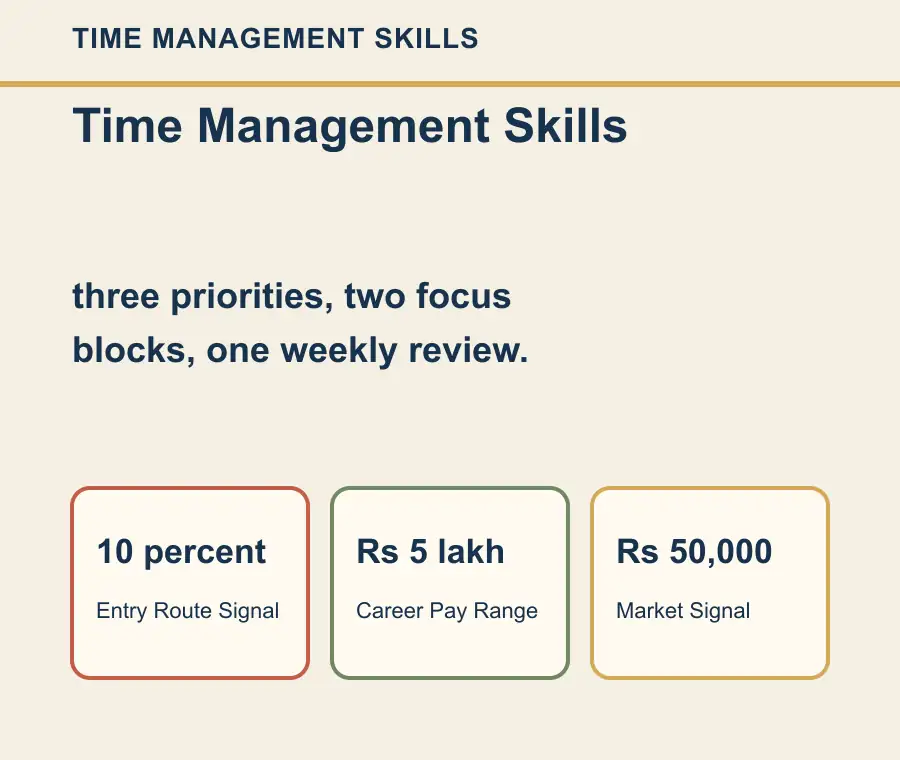 TIME MANAGEMENT SKILLS
Time Management Skills
three priorities, two focus
blocks, one weekly review.
10 percent
Entry Route Signal
Rs 5 lakh
Career Pay Range
Rs 50,000
Market Signal